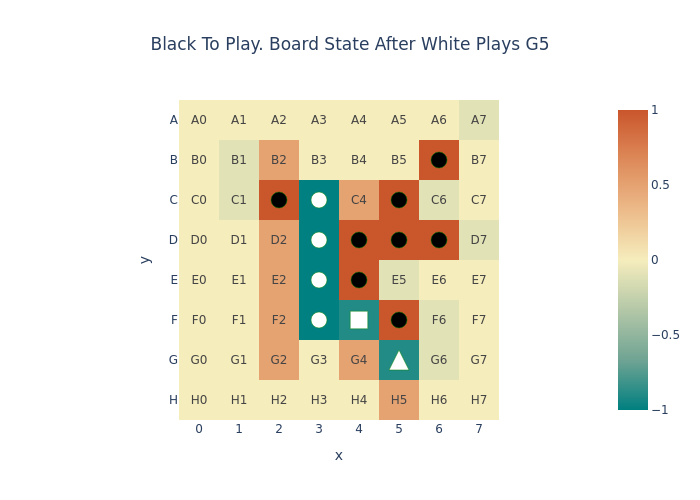 Black To Play. Board State After White Plays G5
A A0 A1 A2 A3 A4 A5 A6 A7
B B0 B1 B2 B3 B4 B5 B7
C C0 C1 C4 C6 C7
D D0 D1 D2 D7
E E0 E1 E2 E5 E6 E7
F F0 F1 F2 F6 F7
G G0 G1 G2 G3 G4 G6 G7
H H0 H1 H2 H3 H4 H5 H6 H7
0 1 2 3 4 5 6 7
x
y
1
0.5
0
−0.5
−1